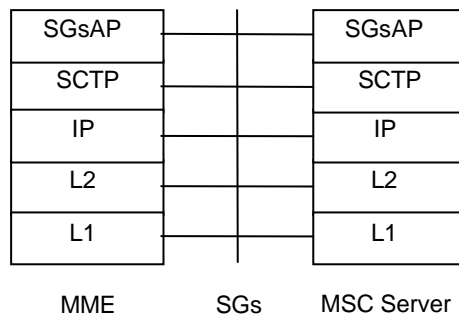 SGsAP SGsAP
SCTP SCTP
IP IP
L2 L2
L1 L1
MME SGs MSC Server